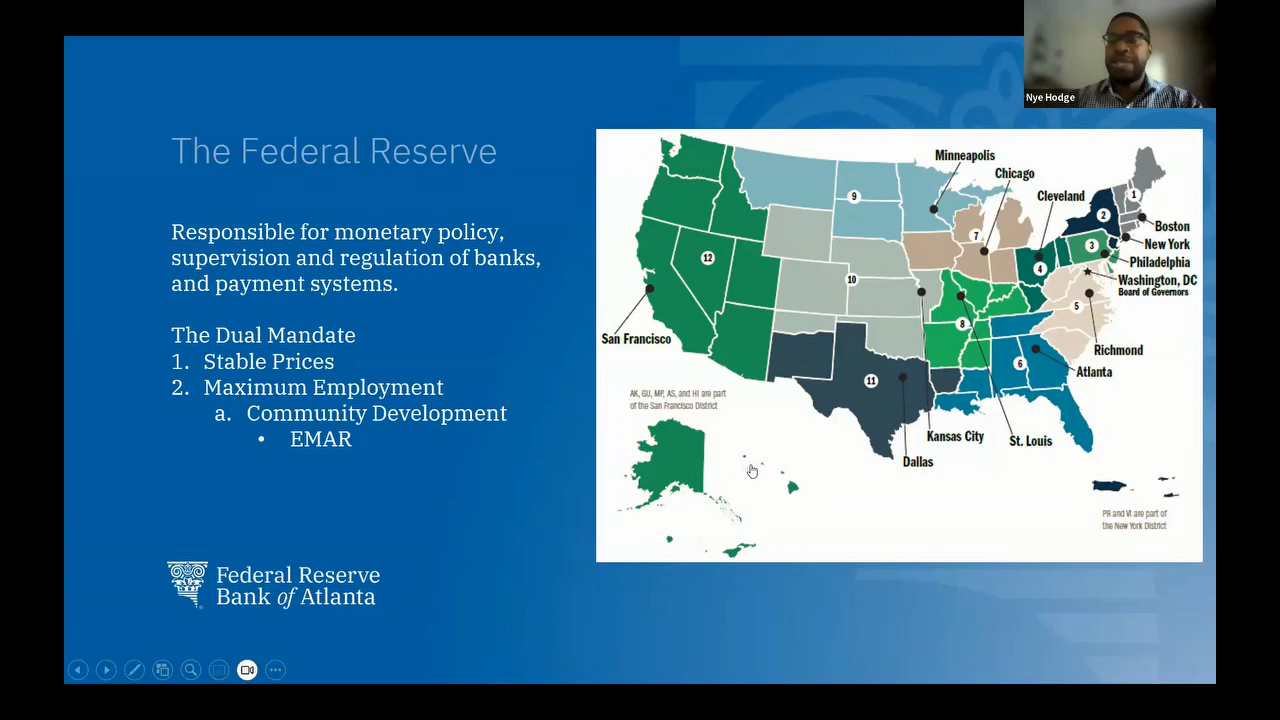 Nye Hodge
The Federal Reserve
Responsible for monetary policy,
supervision and regulation of banks,
and payment systems.
The Dual Mandate
1. Stable Prices
2. Maximum Employment
a. Community Development
• EMAR
Federal Reserve
Bank of Atlanta
Minneapolis
Chicago
Cleveland
Boston
New York
Philadelphia
Washington, DC
Board of Governors
Richmond
Atlanta
St. Louis
Kansas City
Dallas
San Francisco
1
2
3
4
5
6
7
8
9
10
11
12
AK, GU, MP, AS, and HI are part
of the San Francisco District
PR and VI are part of
the New York District